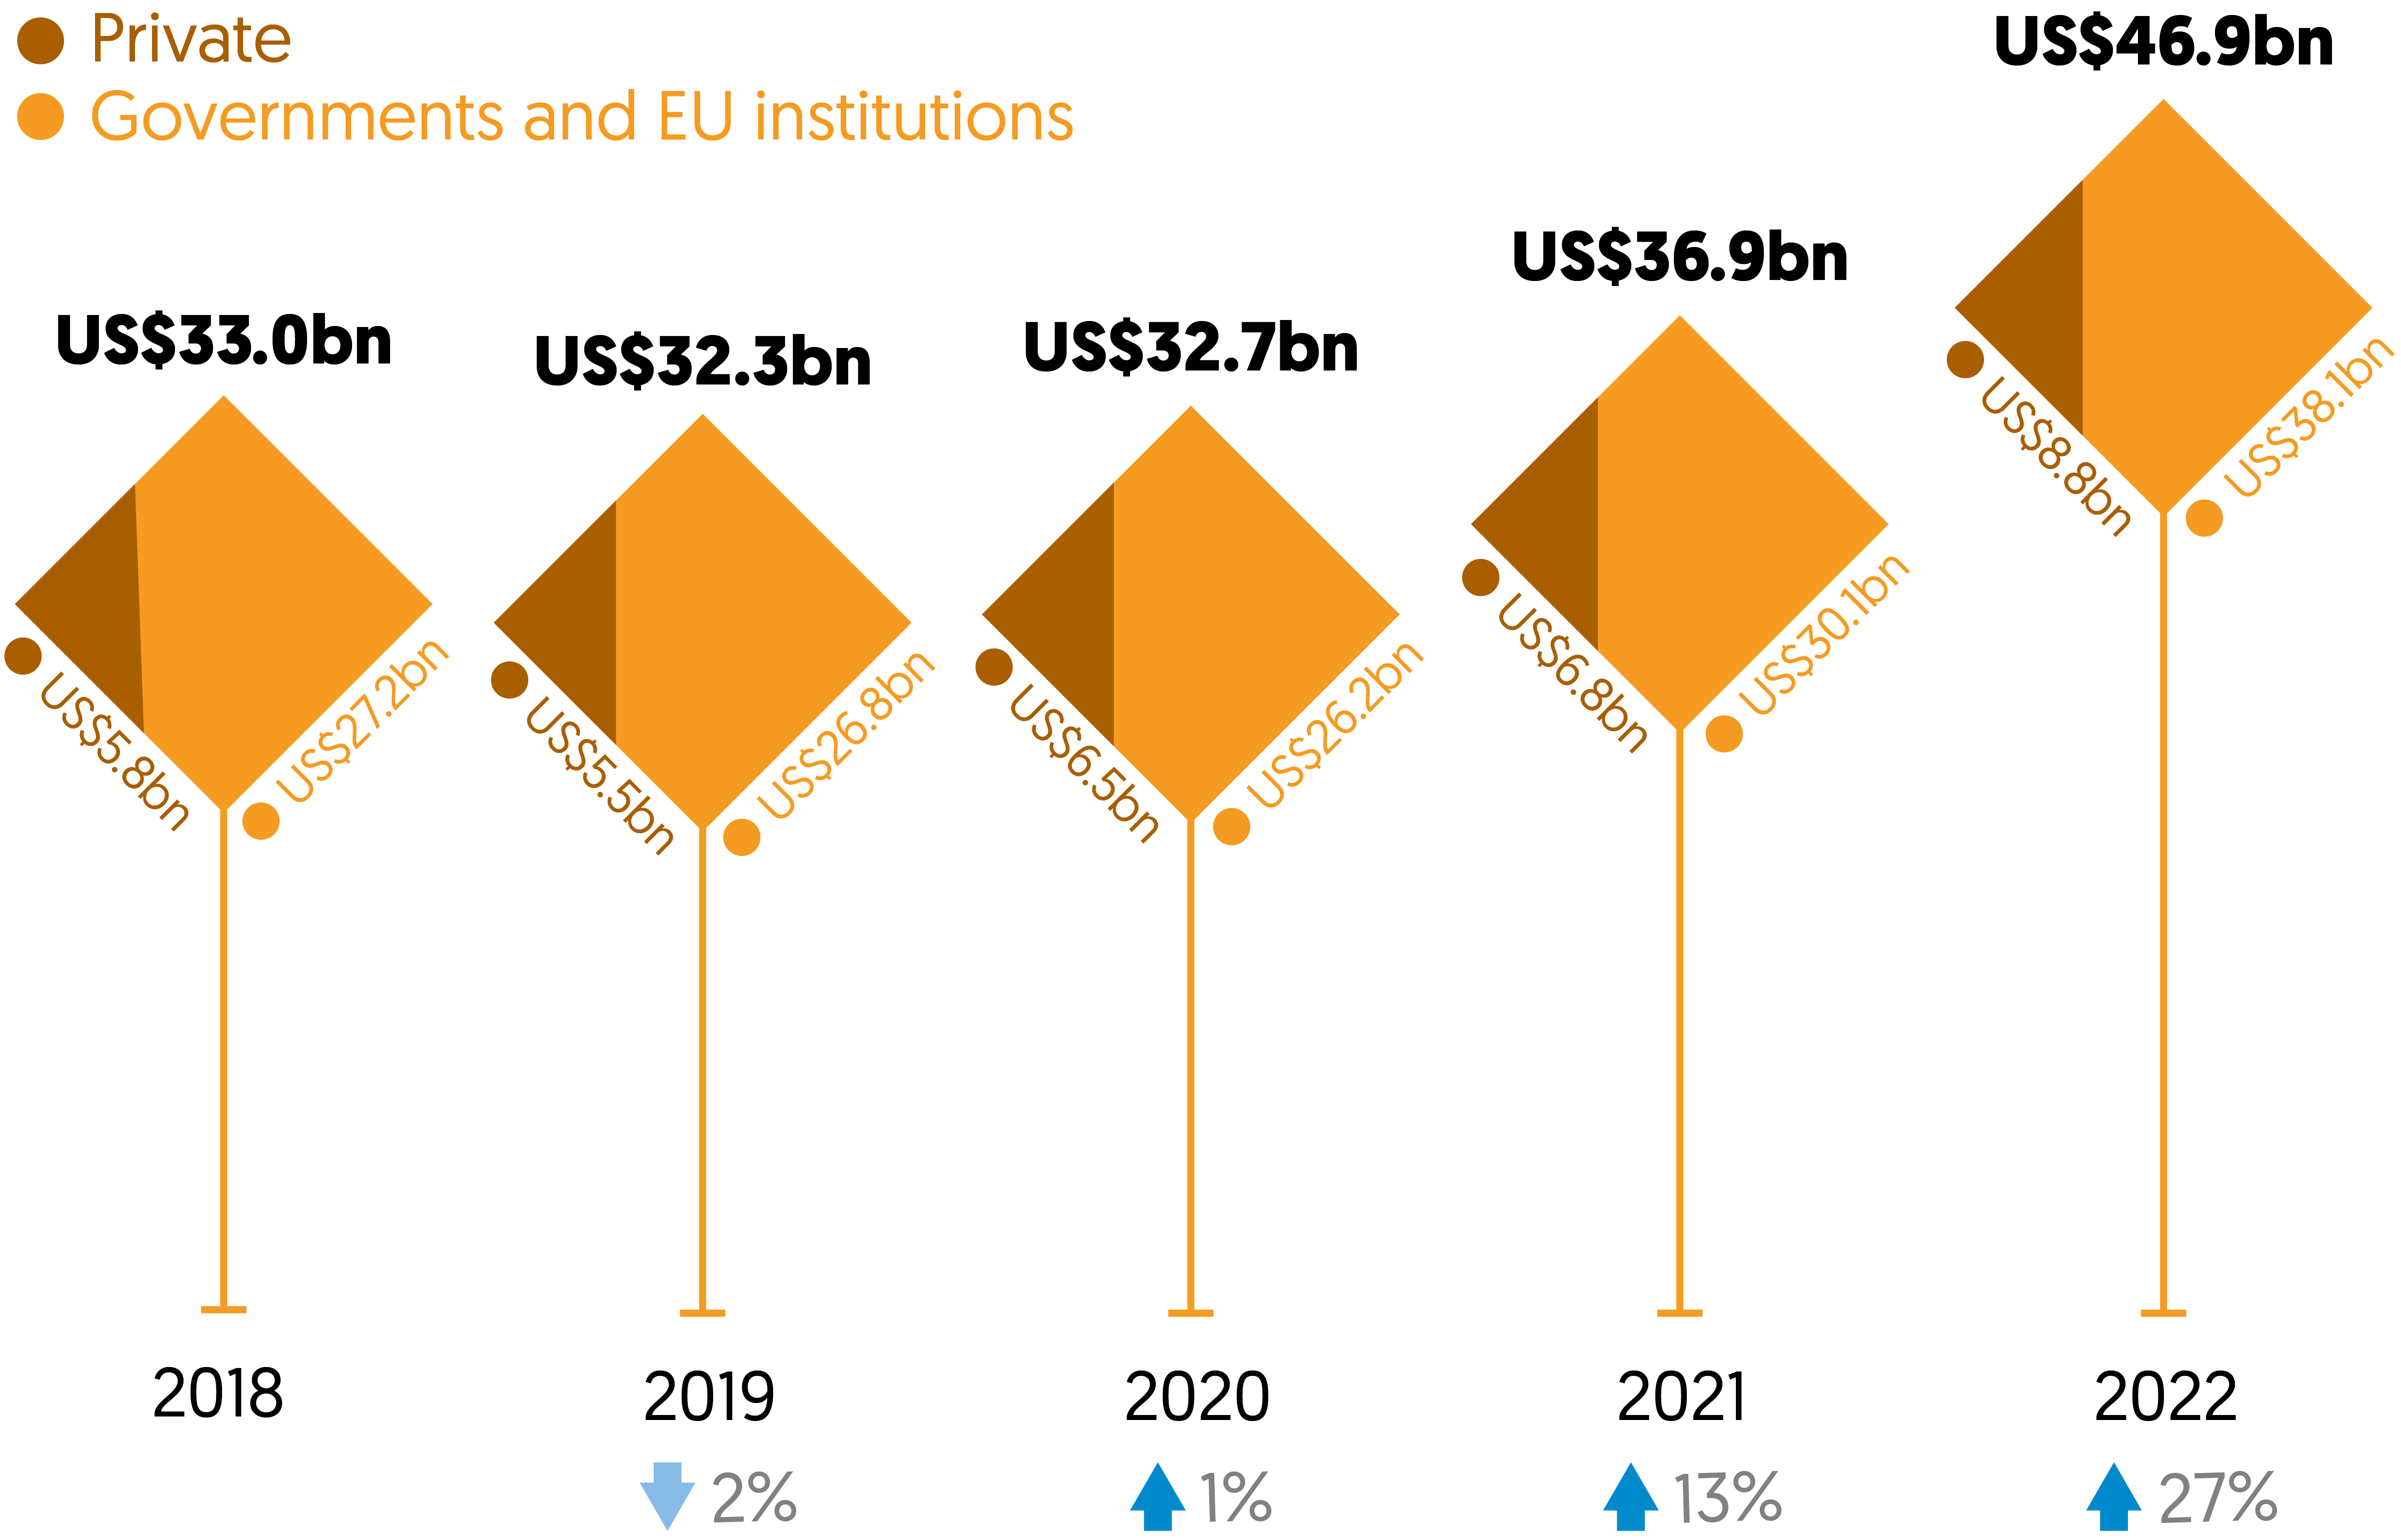 Private
Governments and EU institutions
US$33.0bn
US$5.8bn
US$27.2bn
2018
US$32.3bn
US$5.5bn
US$26.8bn
2019
2%
US$32.7bn
US$6.5bn
US$26.2bn
2020
1%
US$36.9bn
US$6.8bn
US$30.1bn
2021
13%
US$46.9bn
US$8.8bn
US$38.1bn
2022
27%